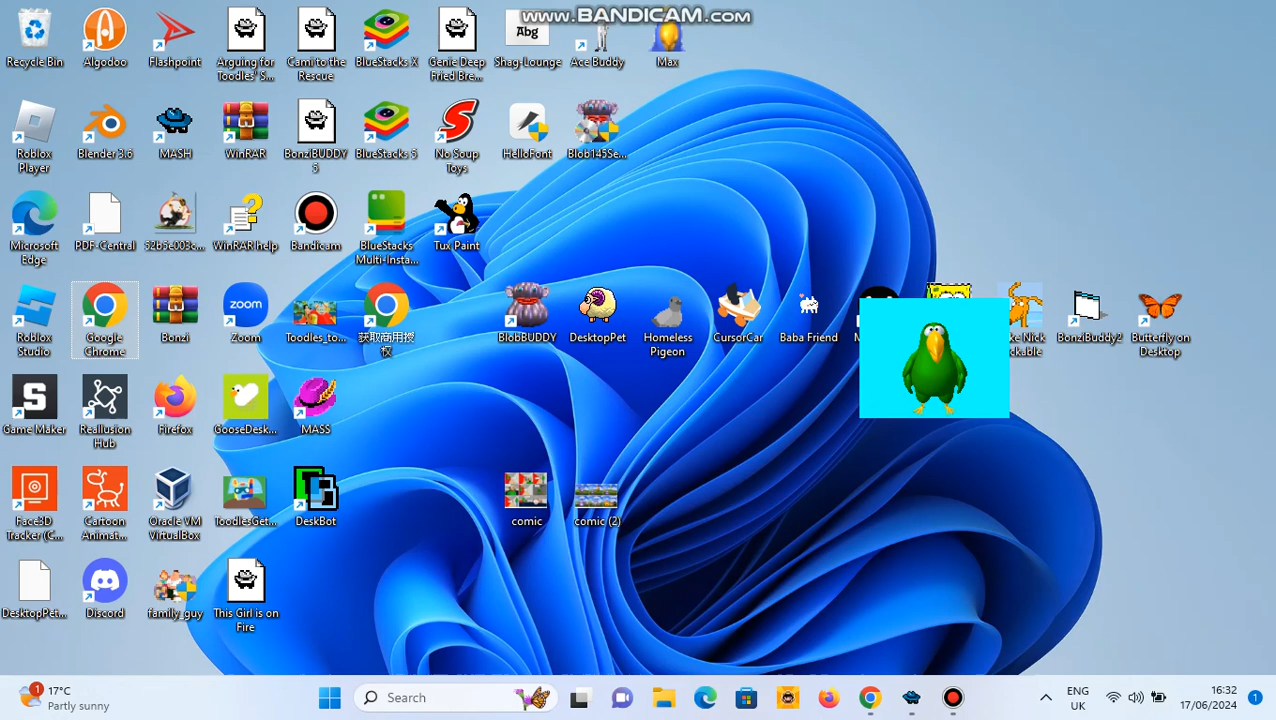 www.BANDICAM.com
Recycle Bin
Algodoo
Flashpoint
Arguing for
Toodles' S...
Cami to the
Rescue
BlueStacks X
Genie Deep
Fried Bre...
Abg
Shag-Lounge
Ace Buddy
Max
Roblox
Player
Blender 3.6
MASH
WinRAR
BonziBUDDY
5
BlueStacks 5
No Soup
Toys
HelloFont
Blob145Se...
Microsoft
Edge
PDF-Central
52b5e003c...
WinRAR help
Bandicam
BlueStacks
Multi-Insta...
Tux Paint
Roblox
Studio
Google
Chrome
Bonzi
Zoom
Toodles_to...
获取商用授
权
BlobBUDDY
DesktopPet
Homeless
Pigeon
CursorCar
Baba Friend
BonziBuddy2
Butterfly on
Desktop
Game Maker
Reallusion
Hub
Firefox
GooseDesk...
MASS
Face3D
Tracker (C...
Cartoon
Animat...
Oracle VM
VirtualBox
ToodlesGet...
DeskBot
comic
comic (2)
DesktopPet...
Discord
family_guy
This Girl is on
Fire
1
17°C
Partly sunny
Search
ENG
UK
16:32
17/06/2024
1